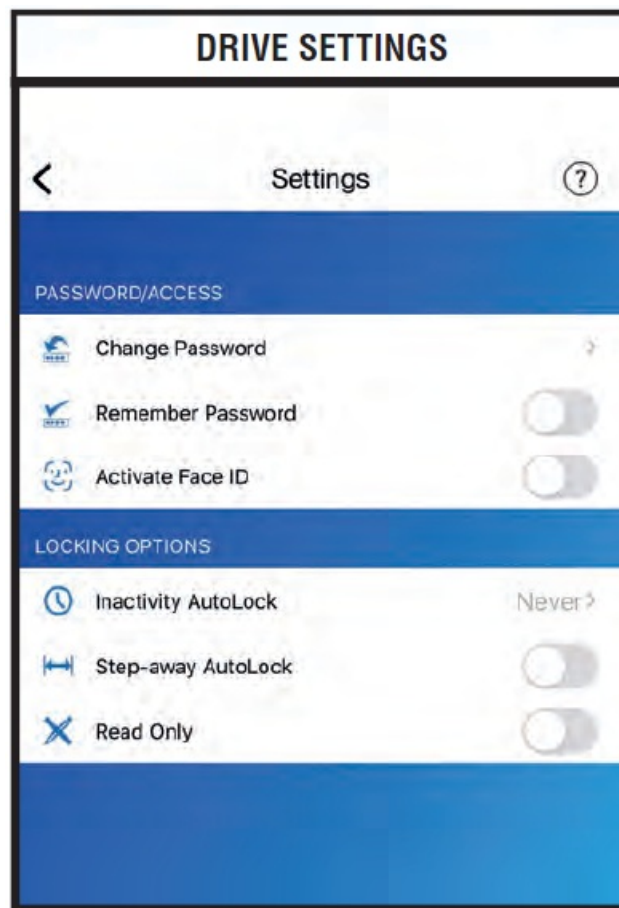 DRIVE SETTINGS
Settings
?
PASSWORD/ACCESS
Change Password
Remember Password
Activate Face ID
LOCKING OPTIONS
Inactivity AutoLock Never
Step-away AutoLock
Read Only